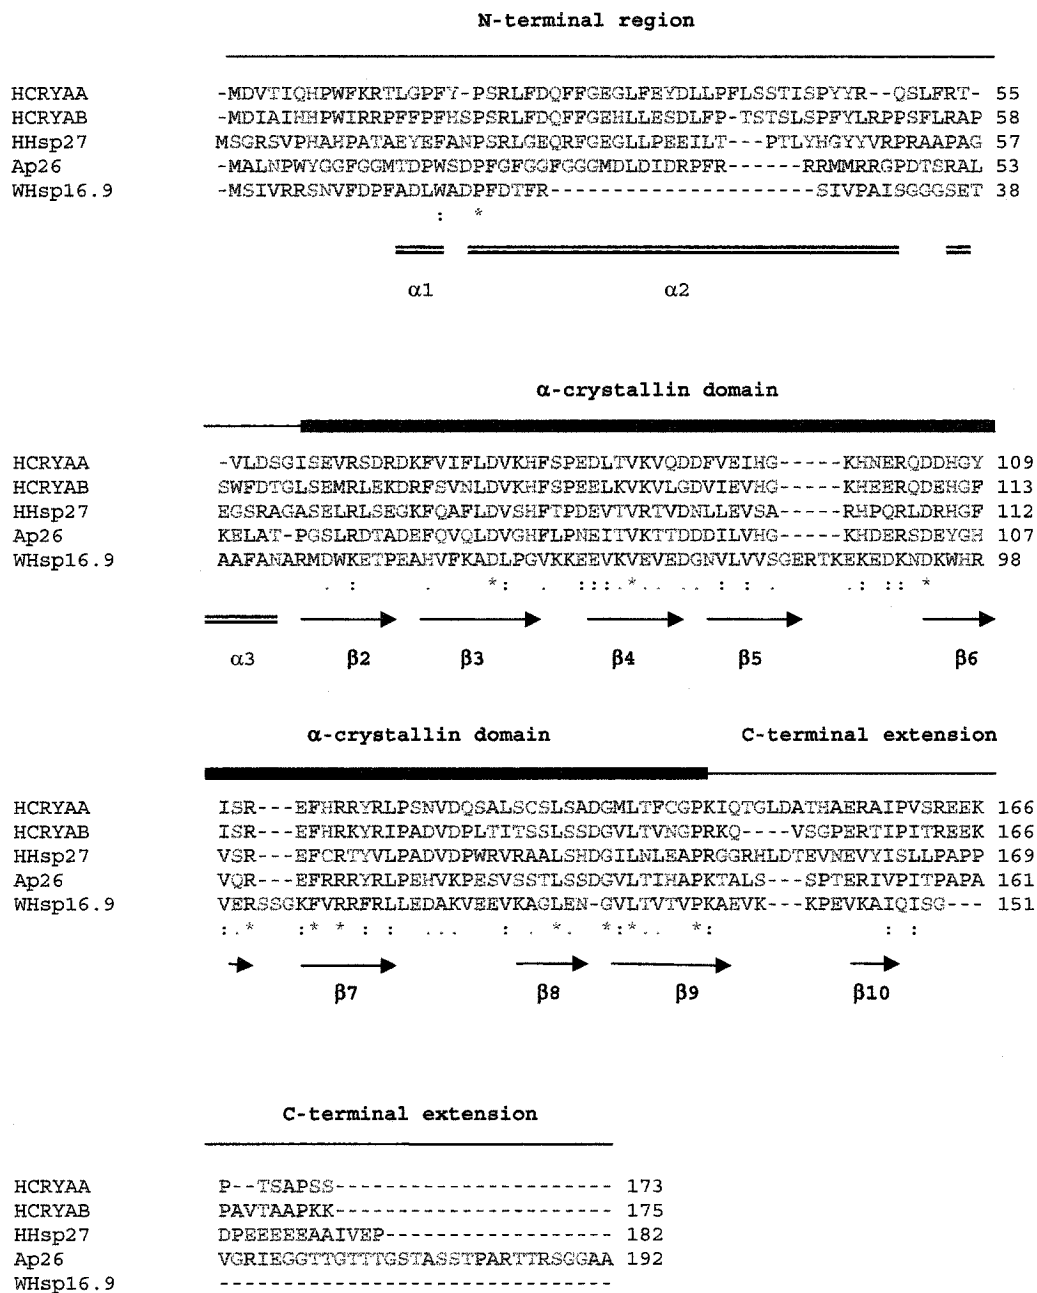 N-terminal region
HCRYAA -MDVTIQHPWFKRTLGPFY-PSRLFDQFFGEGLFEYDLLPFLSSTISPYYR--QSLFRT- 55
HCRYAB -MDIAIHHPWIRRPFFPFHSPSRLFDQFFGEHLLESDLFP-TSTSLSPFYLRPPSFLRAP 58
HHsp27 MSGRSVPHAHPATAEYEFANPSRLGEQRFGEGLLPEEILT---PTLYHGYYVRPRAAPAG 57
Ap26 -MALNPWYGGFGGMTDPWSDPFGFGGFGGGMDLDIDRPFR------RRMMRRGPDTSRAL 53
WHsp16.9 -MSIVRRSNVFDPFADLWADPFDTFR----------------------SIVPAISGGGSET 38
: *
α1 α2
α-crystallin domain
HCRYAA -VLDSGISEVRSDRDKFVIFLDVKHFSPEDLTVKVQDDFVEIHG-----KHNERQDDHGY 109
HCRYAB SWFDTGLSEMRLEKDRFSVNLDVKHFSPEELKVKVLGDVIEVHG-----KHEERQDEHGF 113
HHsp27 EGSRAGASELRLSEGKFQAFLDVSHFTPDEVTVRTVDNLLEVSA-----RHPQRLDRHGF 112
Ap26 KELAT-PGSLRDTADEFQVQLDVGHFLPNEITVKTTDDDILVHG-----KHDERSDEYGH 107
WHsp16.9 AAFANARMDWKETPEAHVFKADLPGVKKEEVKVEVEDGNVLVVSGERTKEKEDKNDKWHR 98
. : . *: . :::.*.. .. : : . .: :: *
α3 β2 β3 β4 β5 β6
α-crystallin domain C-terminal extension
HCRYAA ISR---EFHRRYRLPSNVDQSALSCSLSADGMLTFCGPKIQTGLDATHAERAIPVSREEK 166
HCRYAB ISR---EFHRKYRIPADVDPLTITSSLSSDGVLTVNGPRKQ----VSGPERTIPITREEK 166
HHsp27 VSR---EFCRTYVLPADVDPWRVRAALSHDGILNLEAPRGGRHLDTEVNEVYISLLPAPP 169
Ap26 VQR---EFRRRYRLPEHVKPESVSSTLSSDGVLTIHAPKTALS---SPTERIVPITPAPA 161
WHsp16.9 VERSSGKFVRRFRLLEDAKVEEVKAGLEN-GVLTVTVPKAEVK---KPEVKAIQISG--- 151
:.* :* * : : ... : .*. *:*.. *: : :
β7 β8 β9 β10
C-terminal extension
HCRYAA P--TSAPSS---------------------- 173
HCRYAB PAVTAAPKK---------------------- 175
HHsp27 DPEEEEEAAIVEP------------------ 182
Ap26 VGRIEGGTTGTTTGSTASSTPARTTRSGGAA 192
WHsp16.9 -------------------------------